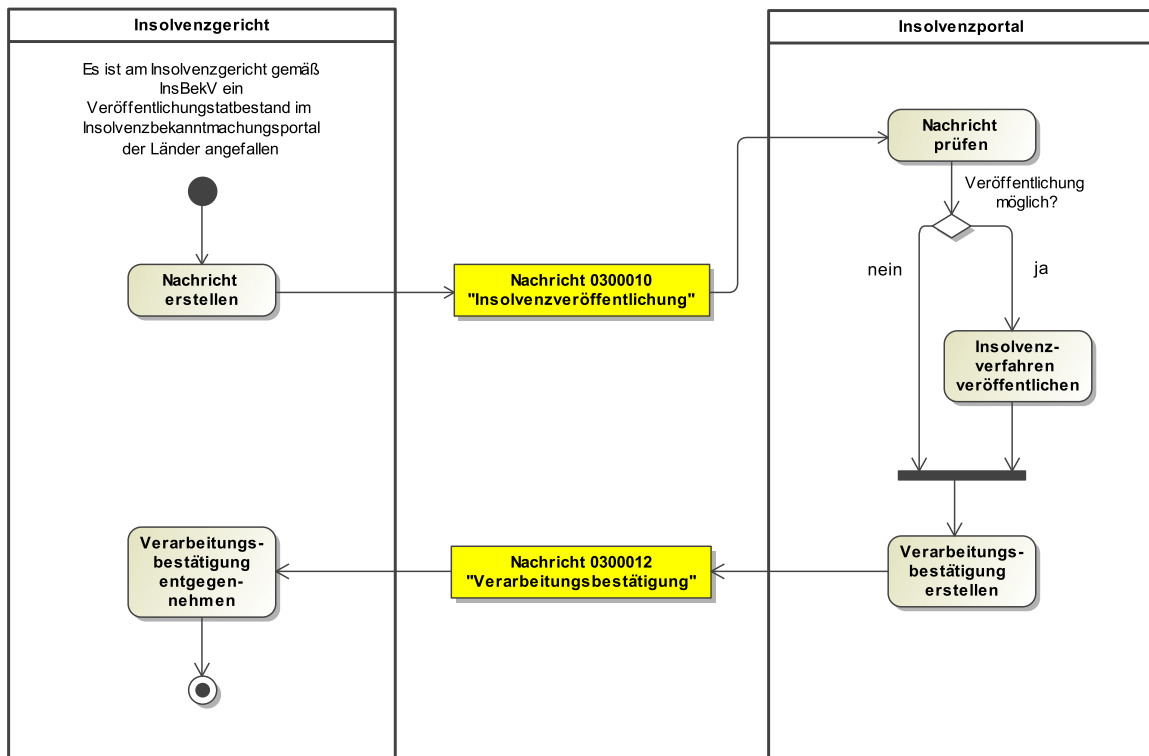 Insolvenzgericht
Es ist am Insolvenzgericht gemäß
InsBekV ein
Veröffentlichungstatbestand im
Insolvenzbekanntmachungsportal
der Länder angefallen
Nachricht
erstellen
Nachricht 0300010
"Insolvenzveröffentlichung"
Insolvenzportal
Nachricht
prüfen
Veröffentlichung
möglich?
nein
ja
Insolvenz-
verfahren
veröffentlichen
Verarbeitungs-
bestätigung
erstellen
Nachricht 0300012
"Verarbeitungsbestätigung"
Verarbeitungs-
bestätigung
entgegen-
nehmen